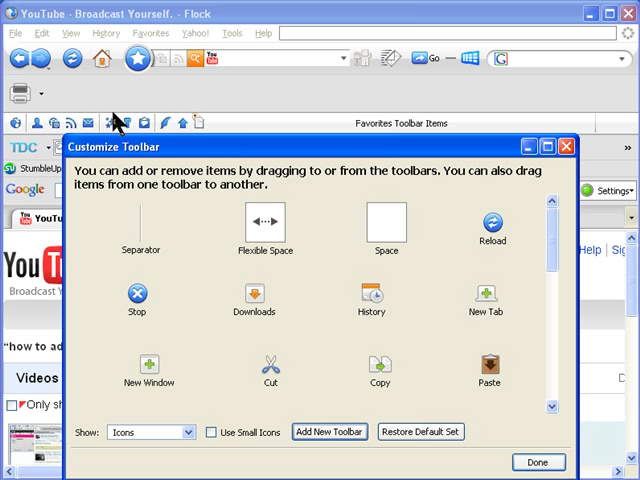 YouTube - Broadcast Yourself. - Flock
File Edit View History Favorites Yahoo! Tools Help
You
Tube
Go
G
Favorites Toolbar Items
TDC
»
StumbleUp
Google
Settings
YouT
Customize Toolbar
You can add or remove items by dragging to or from the toolbars. You can also drag
items from one toolbar to another.
Separator
Flexible Space
Space
Reload
Stop
Downloads
History
New Tab
New Window
Cut
Copy
Paste
Show:
Icons
Use Small Icons
Add New Toolbar
Restore Default Set
Done
You T
Broadcast Y
Help
Sig
"how to ad
Videos
D
Only sh